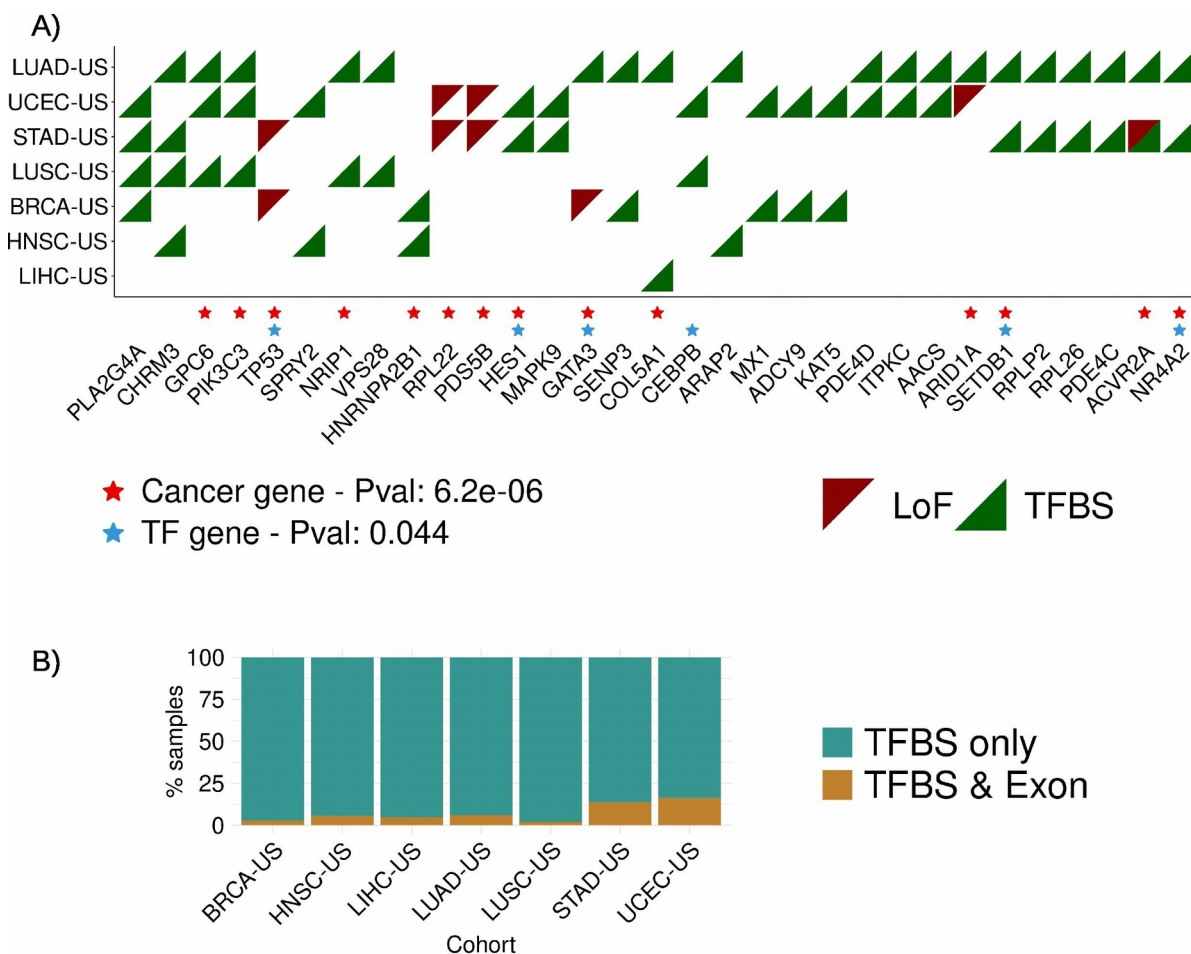 A)
LUAD-US
UCEC-US
STAD-US
LUSC-US
BRCA-US
HNSC-US
LIHC-US
PLA2G4A
CHRM3
GPC6
PIK3C3
TP53
SPRY2
NRIP1
VPS28
HNRNPA2B1
RPL22
PDS5B
HES1
MAPK9
GATA3
SENP3
COL5A1
CEBPB
ARAP2
MX1
ADCY9
KAT5
PDE4D
ITPKC
AACS
ARID1A
SETDB1
RPLP2
RPL26
PDE4C
ACVR2A
NR4A2
Cancer gene - Pval: 6.2e-06
TF gene - Pval: 0.044
LoF
TFBS
B)
% samples
100
75
50
25
0
BRCA-US
HNSC-US
LIHC-US
LUAD-US
LUSC-US
STAD-US
UCEC-US
Cohort
TFBS only
TFBS & Exon